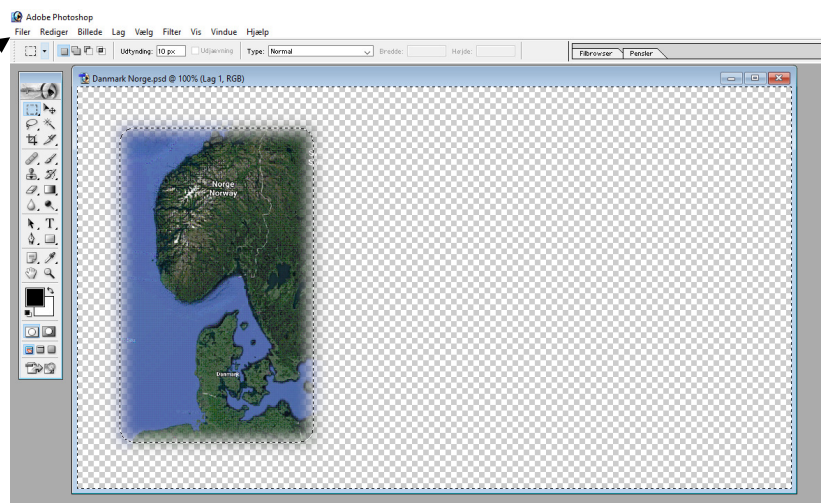 Adobe Photoshop
Filer Rediger Billede Lag Vælg Filter Vis Vindue Hjælp
Udtynding: 10 px Udjævning Type: Normal Bredde: Højde: Filbrowser Pensler
Danmark Norge.psd @ 100% (Lag 1, RGB)
Norge
Norway
Danmark